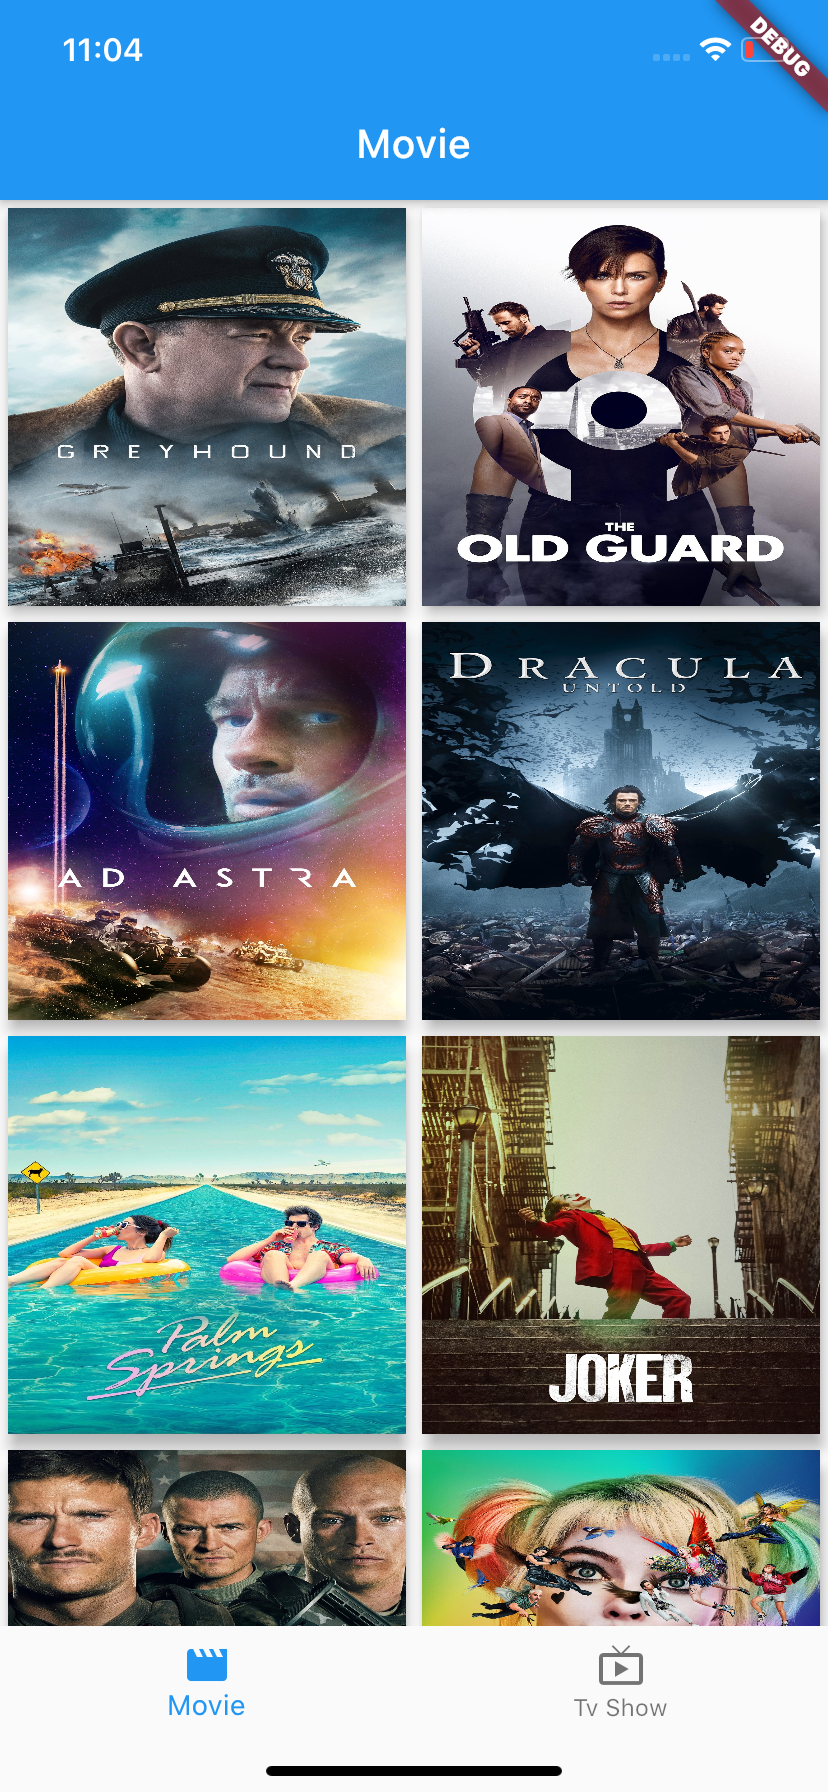 11:04
DEBUG
Movie
GREYHOUND
THE
OLD GUARD
AD ASTRA
DRACULA
UNTOLD
Palm
Springs
JOKER
Movie
Tv Show